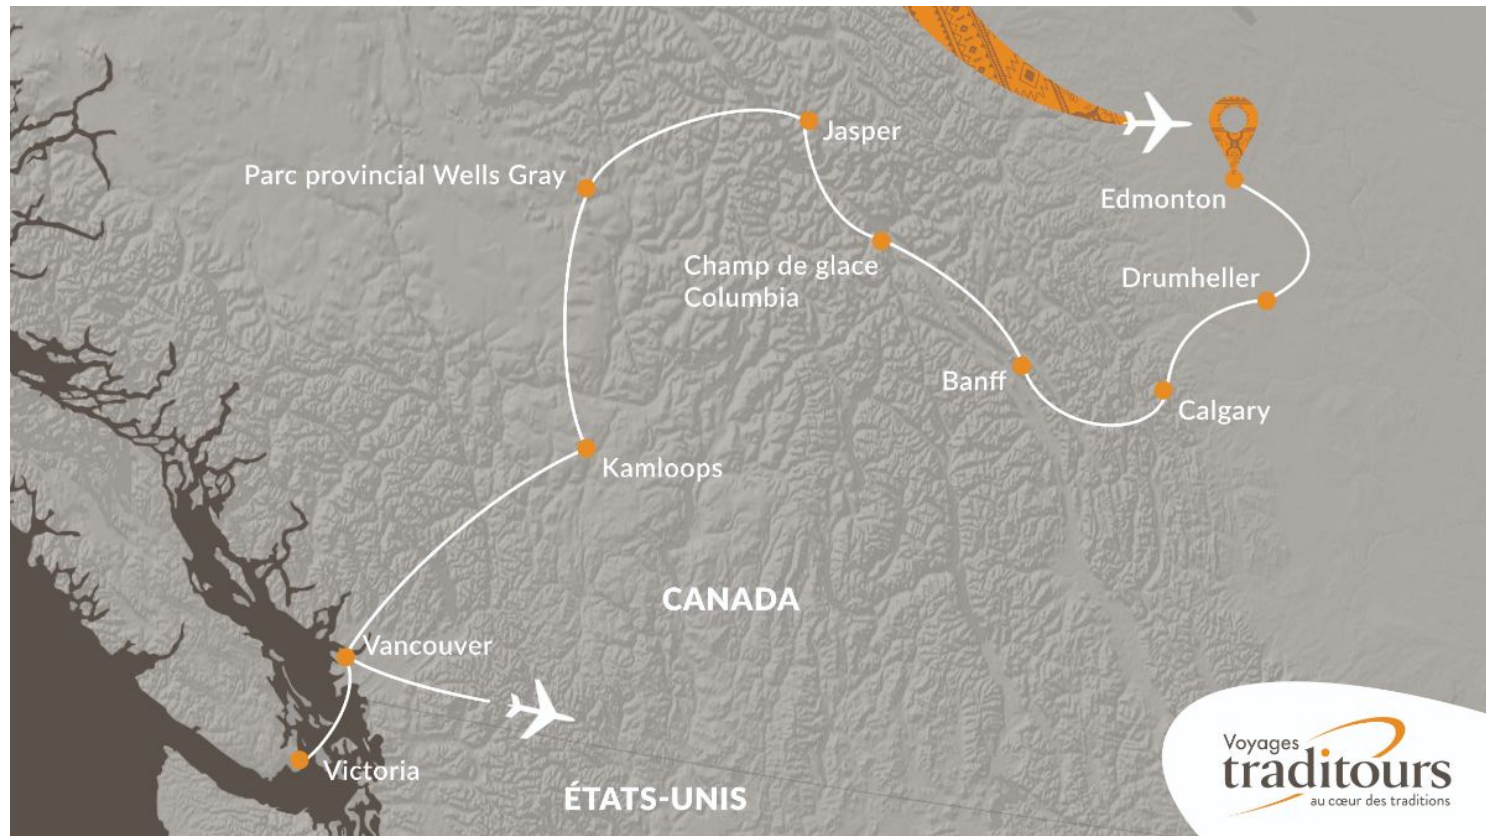 Jasper
Parc provincial Wells Gray
Edmonton
Champ de glace
Columbia
Drumheller
Banff
Calgary
Kamloops
CANADA
Vancouver
Victoria
ÉTATS-UNIS
Voyages
traditours
au cœur des traditions